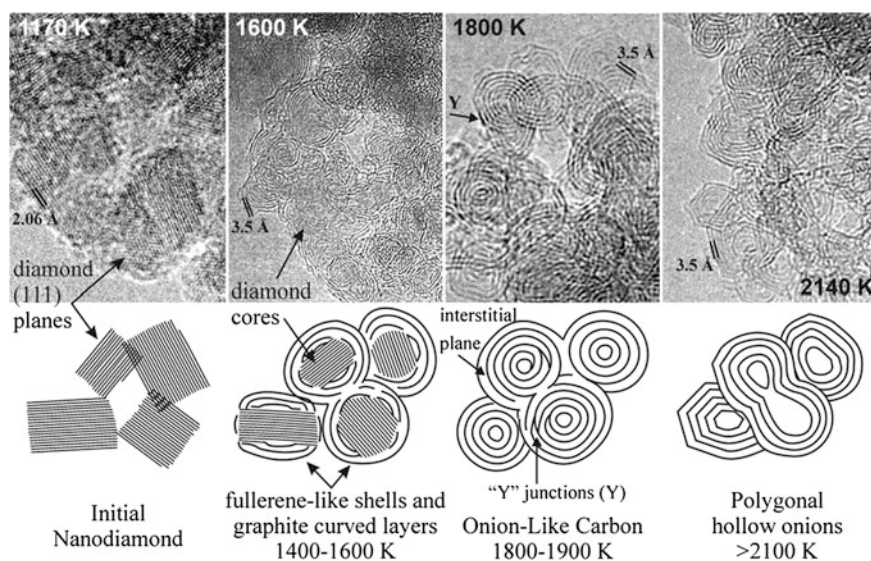 1170 K
1600 K
1800 K
2140 K
2.06 Å
3.5 Å
Y
3.5 Å
3.5 Å
diamond
(111)
planes
diamond
cores
interstitial
plane
Initial
Nanodiamond
fullerene-like shells and
graphite curved layers
1400-1600 K
"Y" junctions (Y)
Onion-Like Carbon
1800-1900 K
Polygonal
hollow onions
>2100 K